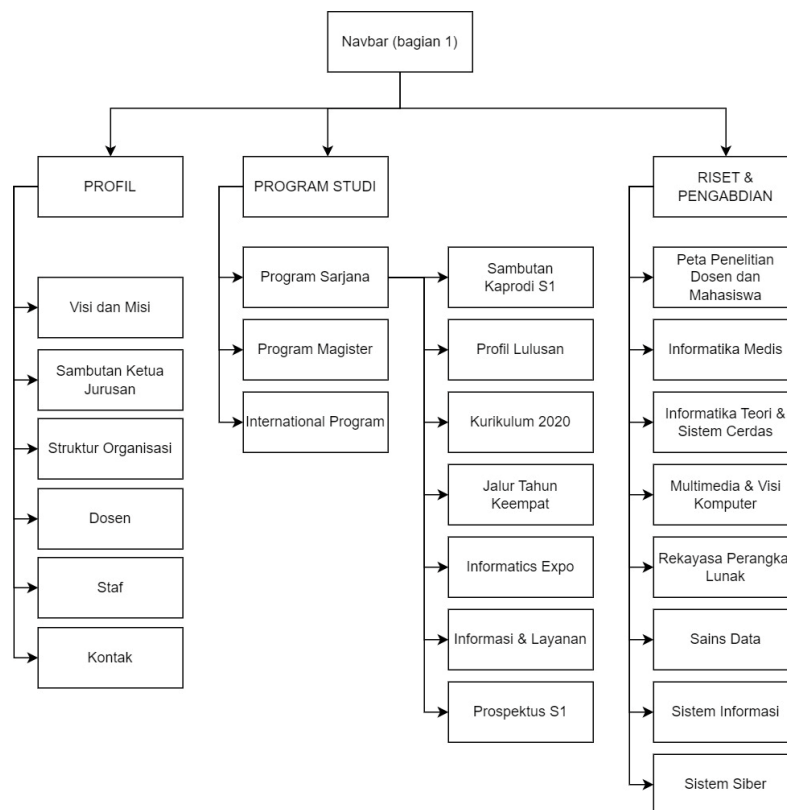 Navbar (bagian 1)
PROFIL
Visi dan Misi
Sambutan Ketua
Jurusan
Struktur Organisasi
Dosen
Staf
Kontak
PROGRAM STUDI
Program Sarjana
Program Magister
International Program
Sambutan
Kaprodi S1
Profil Lulusan
Kurikulum 2020
Jalur Tahun
Keempat
Informatics Expo
Informasi & Layanan
Prospektus S1
RISET &
PENGABDIAN
Peta Penelitian
Dosen dan
Mahasiswa
Informatika Medis
Informatika Teori &
Sistem Cerdas
Multimedia & Visi
Komputer
Rekayasa Perangka
Lunak
Sains Data
Sistem Informasi
Sistem Siber